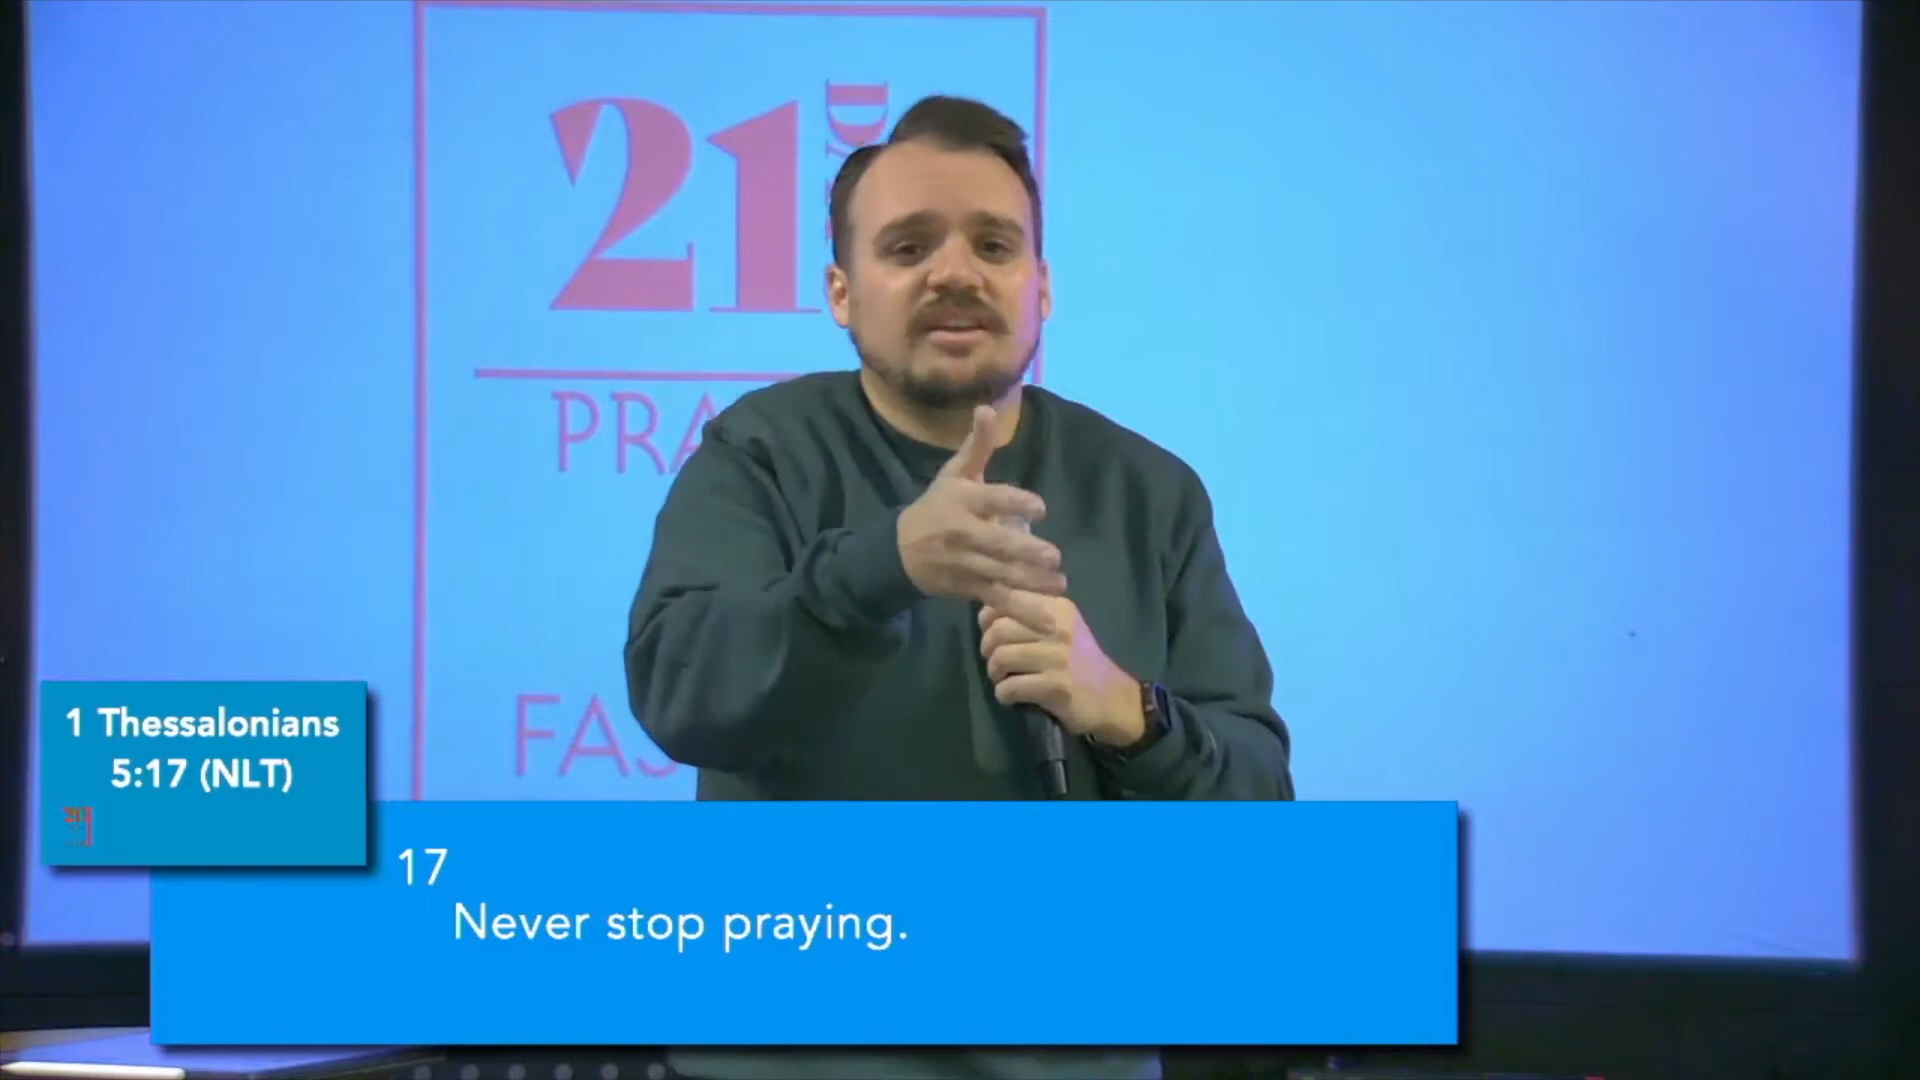 21
PRA
FAS
1 Thessalonians
5:17 (NLT)
17
Never stop praying.